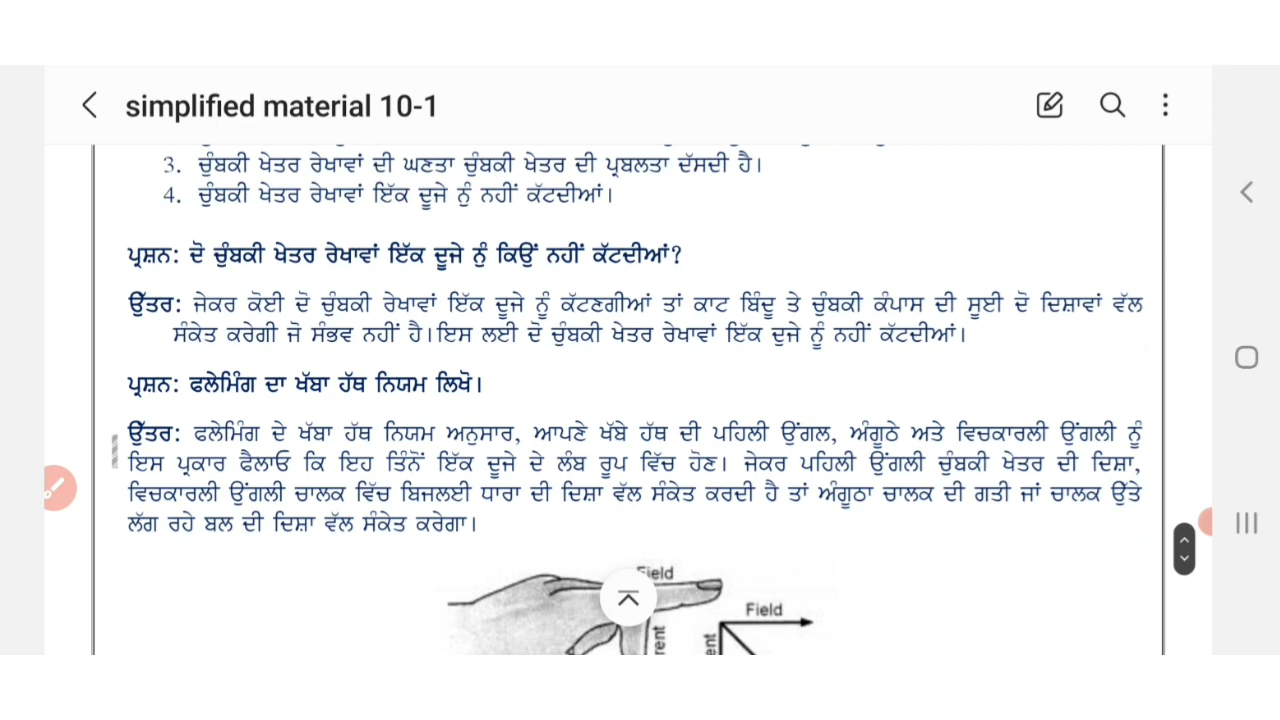 simplified material 10-1
3. ਚੁੰਬਕੀ ਖੇਤਰ ਰੇਖਾਵਾਂ ਦੀ ਘਣਤਾ ਚੁੰਬਕੀ ਖੇਤਰ ਦੀ ਪ੍ਰਬਲਤਾ ਦੱਸਦੀ ਹੈ।
4. ਚੁੰਬਕੀ ਖੇਤਰ ਰੇਖਾਵਾਂ ਇੱਕ ਦੂਜੇ ਨੂੰ ਨਹੀਂ ਕੱਟਦੀਆਂ।
ਪ੍ਰਸ਼ਨ: ਦੋ ਚੁੰਬਕੀ ਖੇਤਰ ਰੇਖਾਵਾਂ ਇੱਕ ਦੂਜੇ ਨੂੰ ਕਿਉਂ ਨਹੀਂ ਕੱਟਦੀਆਂ?
ਉੱਤਰ: ਜੇਕਰ ਕੋਈ ਦੋ ਚੁੰਬਕੀ ਰੇਖਾਵਾਂ ਇੱਕ ਦੂਜੇ ਨੂੰ ਕੱਟਣਗੀਆਂ ਤਾਂ ਕਾਟ ਬਿੰਦੂ ਤੇ ਚੁੰਬਕੀ ਕੰਪਾਸ ਦੀ ਸੂਈ ਦੋ ਦਿਸ਼ਾਵਾਂ ਵੱਲ
ਸੰਕੇਤ ਕਰੇਗੀ ਜੋ ਸੰਭਵ ਨਹੀਂ ਹੈ।ਇਸ ਲਈ ਦੋ ਚੁੰਬਕੀ ਖੇਤਰ ਰੇਖਾਵਾਂ ਇੱਕ ਦੁਜੇ ਨੂੰ ਨਹੀਂ ਕੱਟਦੀਆਂ।
ਪ੍ਰਸ਼ਨ: ਫਲੇਮਿੰਗ ਦਾ ਖੱਬਾ ਹੱਥ ਨਿਯਮ ਲਿਖੋ।
ਉੱਤਰ: ਫਲੇਮਿੰਗ ਦੇ ਖੱਬਾ ਹੱਥ ਨਿਯਮ ਅਨੁਸਾਰ, ਆਪਣੇ ਖੱਬੇ ਹੱਥ ਦੀ ਪਹਿਲੀ ਉਂਗਲ, ਅੰਗੂਠੇ ਅਤੇ ਵਿਚਕਾਰਲੀ ਉਂਗਲੀ ਨੂੰ
ਇਸ ਪ੍ਰਕਾਰ ਫੈਲਾਓ ਕਿ ਇਹ ਤਿੰਨੋਂ ਇੱਕ ਦੂਜੇ ਦੇ ਲੰਬ ਰੂਪ ਵਿੱਚ ਹੋਣ। ਜੇਕਰ ਪਹਿਲੀ ਉਂਗਲੀ ਚੁੰਬਕੀ ਖੇਤਰ ਦੀ ਦਿਸ਼ਾ,
ਵਿਚਕਾਰਲੀ ਉਂਗਲੀ ਚਾਲਕ ਵਿੱਚ ਬਿਜਲਈ ਧਾਰਾ ਦੀ ਦਿਸ਼ਾ ਵੱਲ ਸੰਕੇਤ ਕਰਦੀ ਹੈ ਤਾਂ ਅੰਗੂਠਾ ਚਾਲਕ ਦੀ ਗਤੀ ਜਾਂ ਚਾਲਕ ਉੱਤੇ
ਲੱਗ ਰਹੇ ਬਲ ਦੀ ਦਿਸ਼ਾ ਵੱਲ ਸੰਕੇਤ ਕਰੇਗਾ।
Field
Field